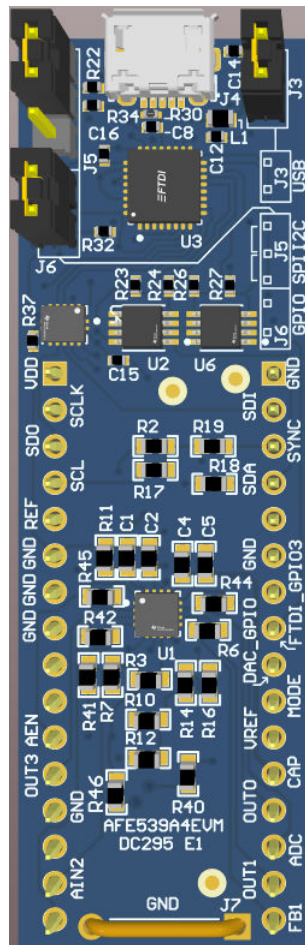 R22
C14
J3
R34
R30
J4
C16
C8
L1
C12
FTDI
J5
U3
J3
USB
R32
J6
J5
SPI
I2C
R23
R24
R26
R27
J6
GPIO
R37
C15
U2
U6
VDD
GND
SCLK
SDI
SDO
SYNC
R2
R19
SCL
R17
R18
SDA
REF
R11
C1
C2
C4
C5
GND
GND
R45
R44
FTDI_GPIO3
GND
R42
U1
R6
DAC_GPIO
R3
R41
R7
R10
R14
R16
MODE
AEN
R12
VREF
OUT3
R46
R40
CAP
GND
OUT0
AFE539A4EVM
DC295 E1
ADC
AIN2
OUT1
GND
J7
FB1